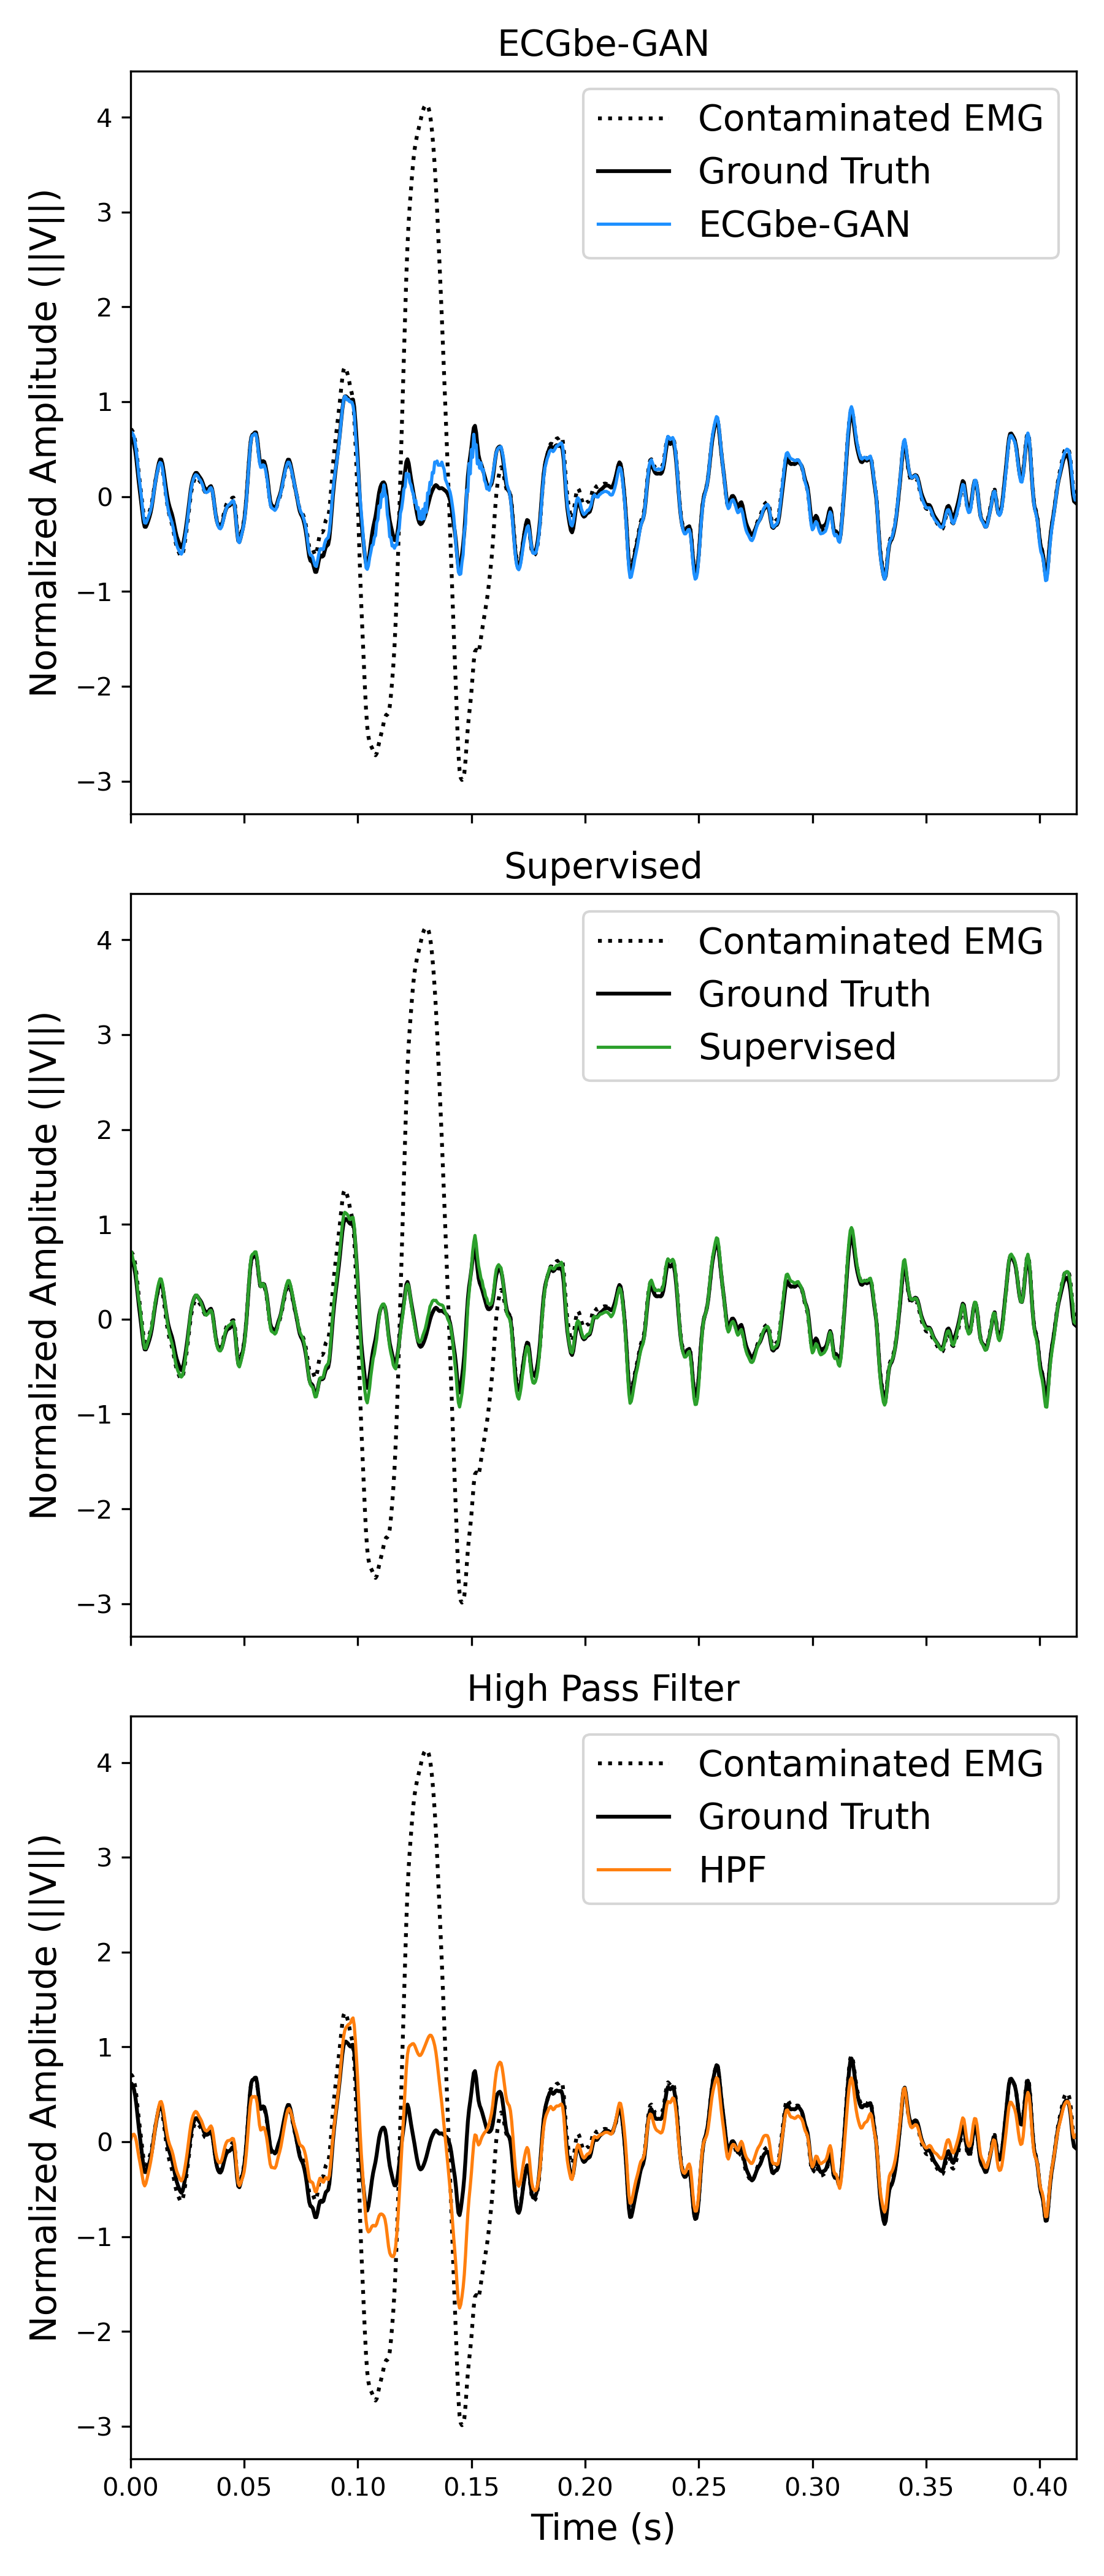 ECGbe-GAN
Contaminated EMG
Ground Truth
ECGbe-GAN
Normalized Amplitude (||V||)
4
3
2
1
0
−1
−2
−3
Supervised
Contaminated EMG
Ground Truth
Supervised
Normalized Amplitude (||V||)
4
3
2
1
0
−1
−2
−3
High Pass Filter
Contaminated EMG
Ground Truth
HPF
Normalized Amplitude (||V||)
4
3
2
1
0
−1
−2
−3
0.00 0.05 0.10 0.15 0.20 0.25 0.30 0.35 0.40
Time (s)